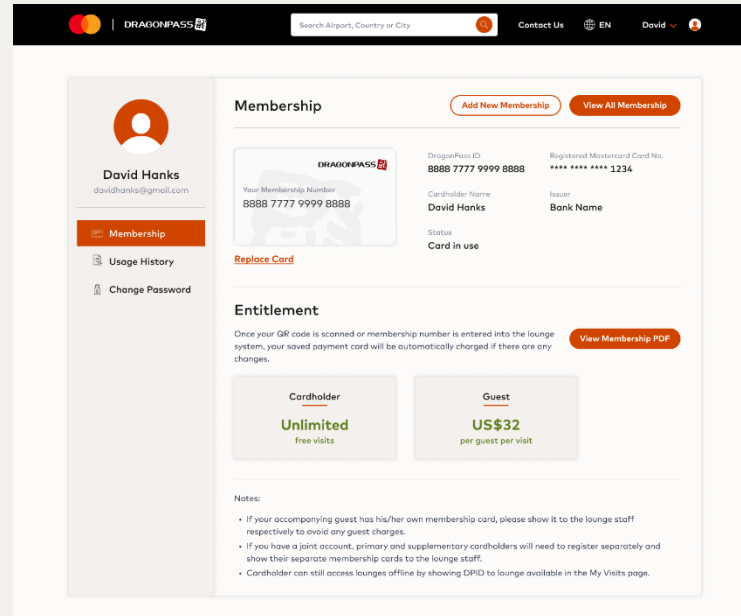 DRAGONPASS
Search Airport, Country or City
Contact Us
EN
David
David Hanks
davidhanks@gmail.com
Membership
Usage History
Change Password
Membership
Add New Membership
View All Membership
DRAGONPASS
Your Membership Number
8888 7777 9999 8888
Replace Card
DragonPass ID
8888 7777 9999 8888
Registered Mastercard Card No.
**** **** **** 1234
Cardholder Name
David Hanks
Issuer
Bank Name
Status
Card in use
Entitlement
Once your QR code is scanned or membership number is entered into the lounge
system, your saved payment card will be automatically charged if there are any
changes.
View Membership PDF
Cardholder
Unlimited
free visits
Guest
US$32
per guest per visit
Notes:
• If your accompanying guest has his/her own membership card, please show it to the lounge staff
respectively to avoid any guest charges.
• If you have a joint account, primary and supplementary cardholders will need to register separately and
show their separate membership cards to the lounge staff.
• Cardholder can still access lounges offline by showing DPID to lounge available in the My Visits page.